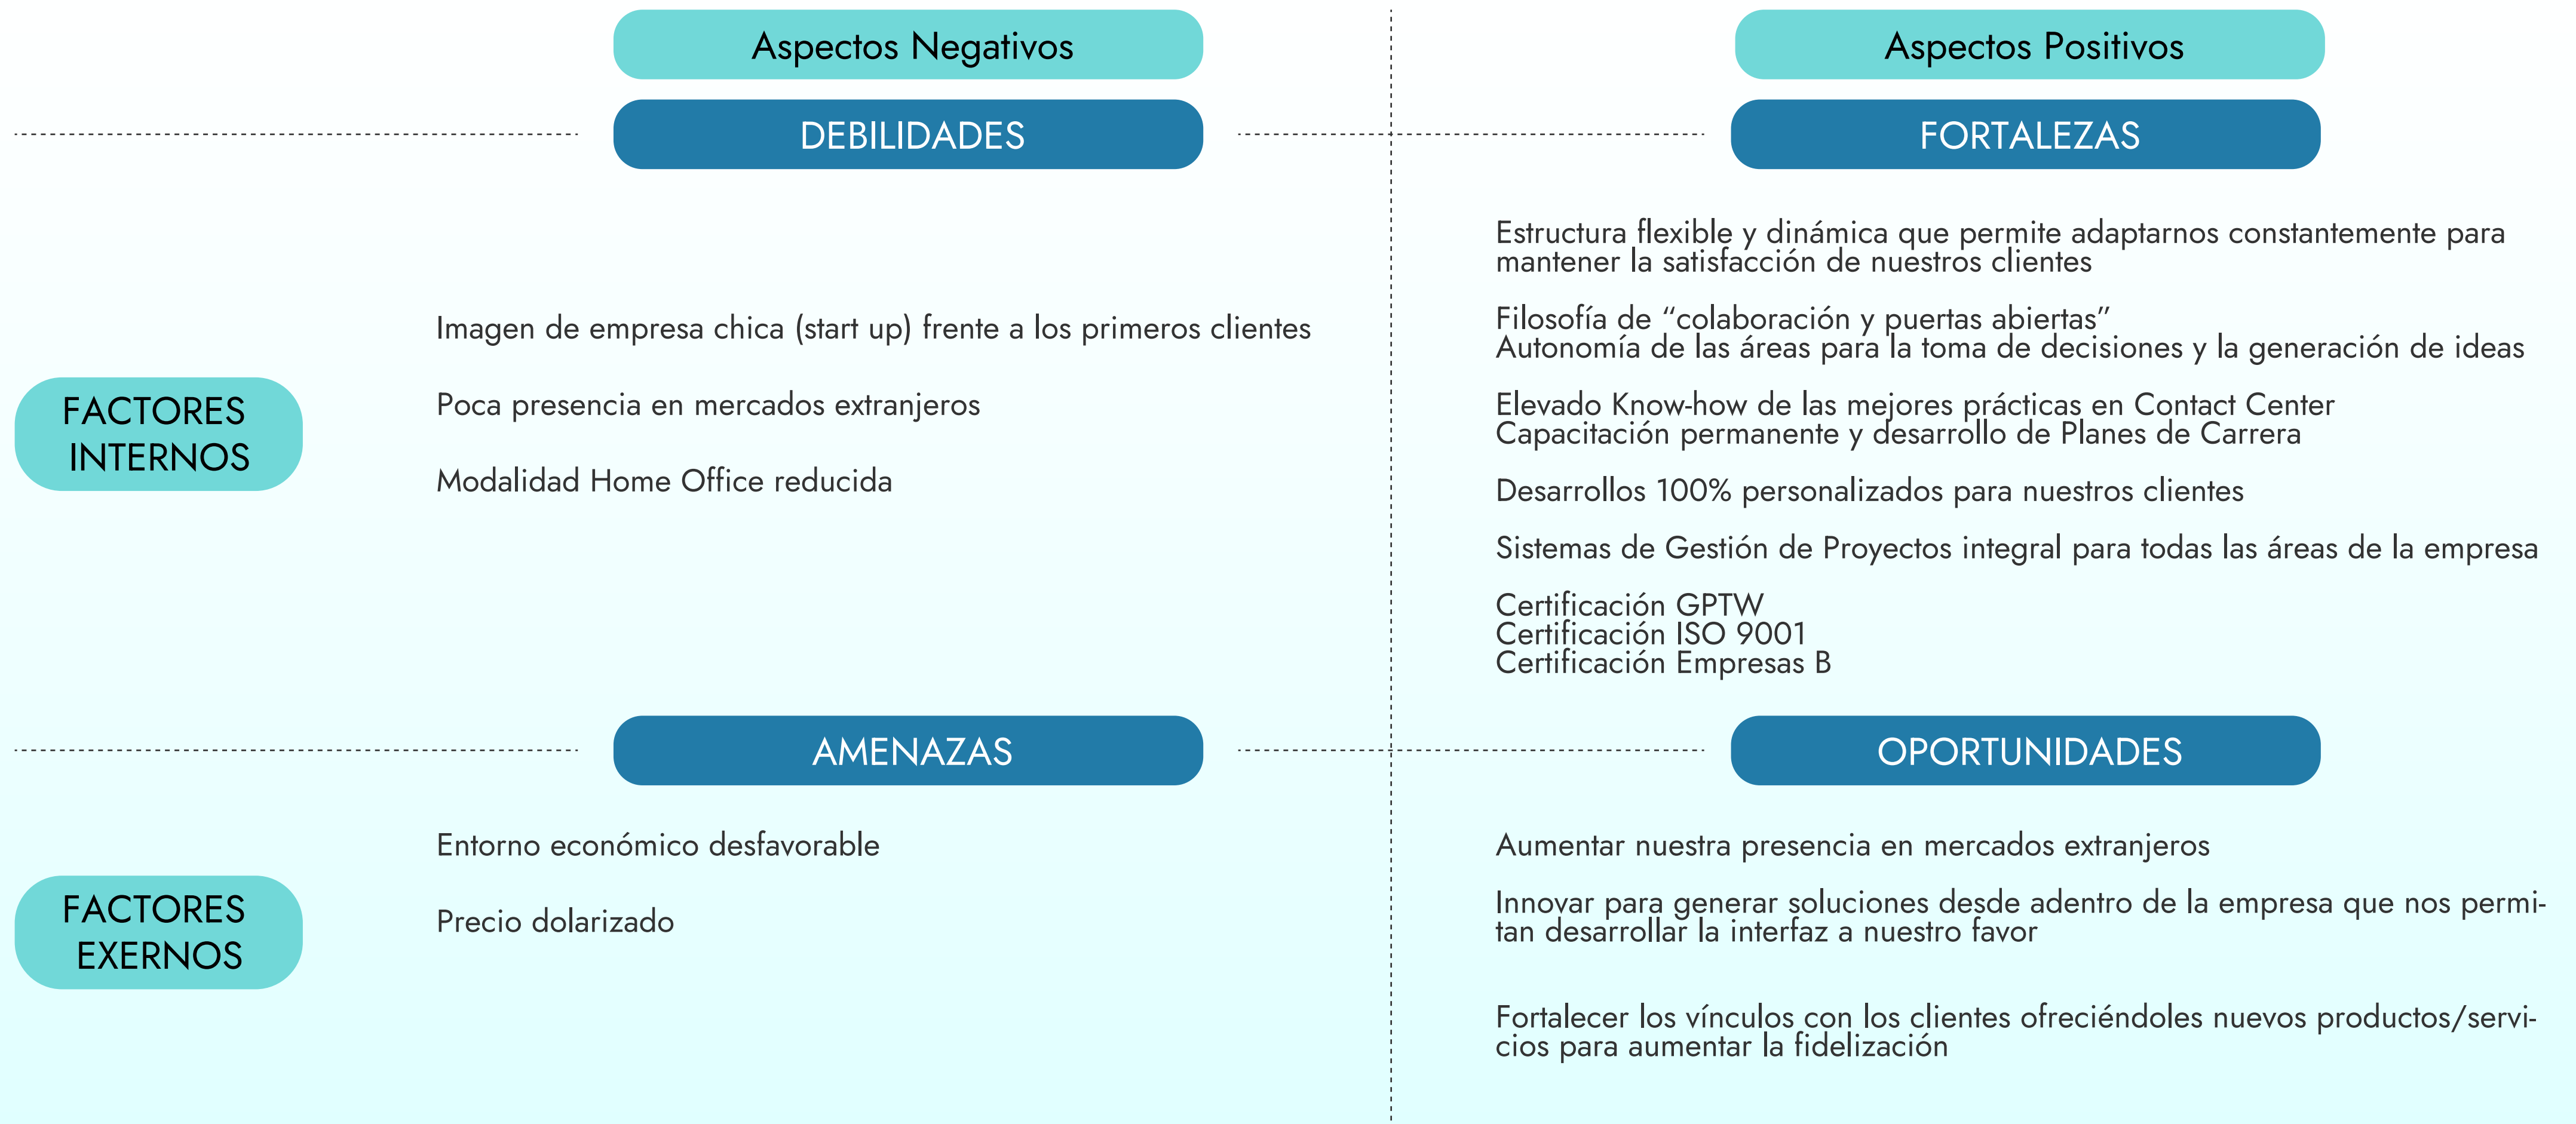 Aspectos Negativos
Aspectos Positivos
DEBILIDADES
FORTALEZAS
FACTORES
INTERNOS
Imagen de empresa chica (start up) frente a los primeros clientes
Poca presencia en mercados extranjeros
Modalidad Home Office reducida
Estructura flexible y dinámica que permite adaptarnos constantemente para
mantener la satisfacción de nuestros clientes
Filosofía de “colaboración y puertas abiertas”
Autonomía de las áreas para la toma de decisiones y la generación de ideas
Elevado Know-how de las mejores prácticas en Contact Center
Capacitación permanente y desarrollo de Planes de Carrera
Desarrollos 100% personalizados para nuestros clientes
Sistemas de Gestión de Proyectos integral para todas las áreas de la empresa
Certificación GPTW
Certificación ISO 9001
Certificación Empresas B
AMENAZAS
OPORTUNIDADES
FACTORES
EXERNOS
Entorno económico desfavorable
Precio dolarizado
Aumentar nuestra presencia en mercados extranjeros
Innovar para generar soluciones desde adentro de la empresa que nos permi-
tan desarrollar la interfaz a nuestro favor
Fortalecer los vínculos con los clientes ofreciéndoles nuevos productos/servi-
cios para aumentar la fidelización